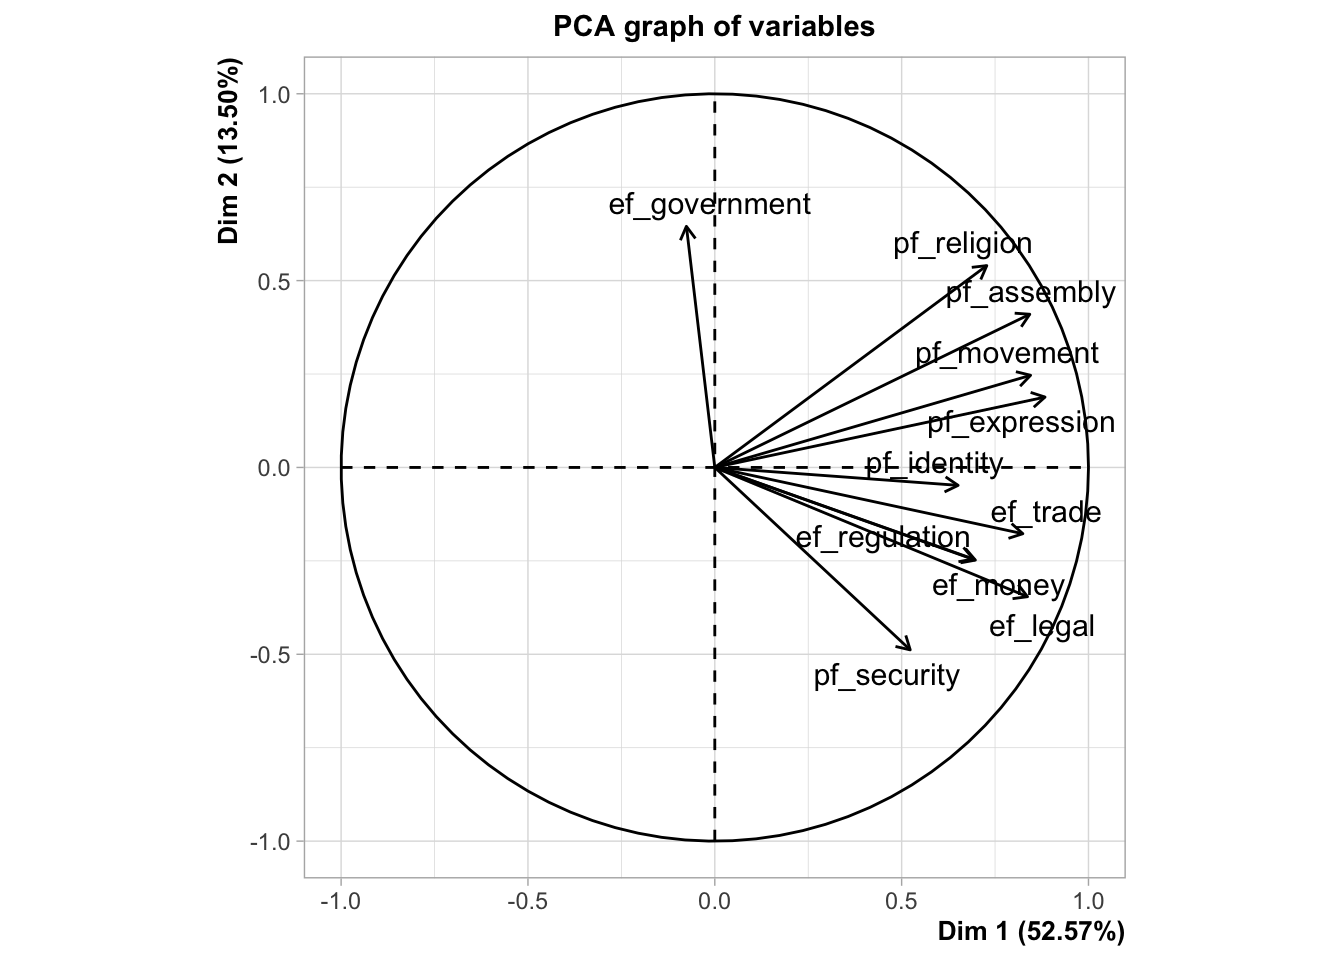 PCA graph of variables
Dim 2 (13.50%)
1.0
0.5
0.0
-0.5
-1.0
ef_government
pf_religion
pf_assembly
pf_movement
pf_expression
pf_identity
ef_trade
ef_regulation
ef_money
ef_legal
pf_security
-1.0
-0.5
0.0
0.5
1.0
Dim 1 (52.57%)